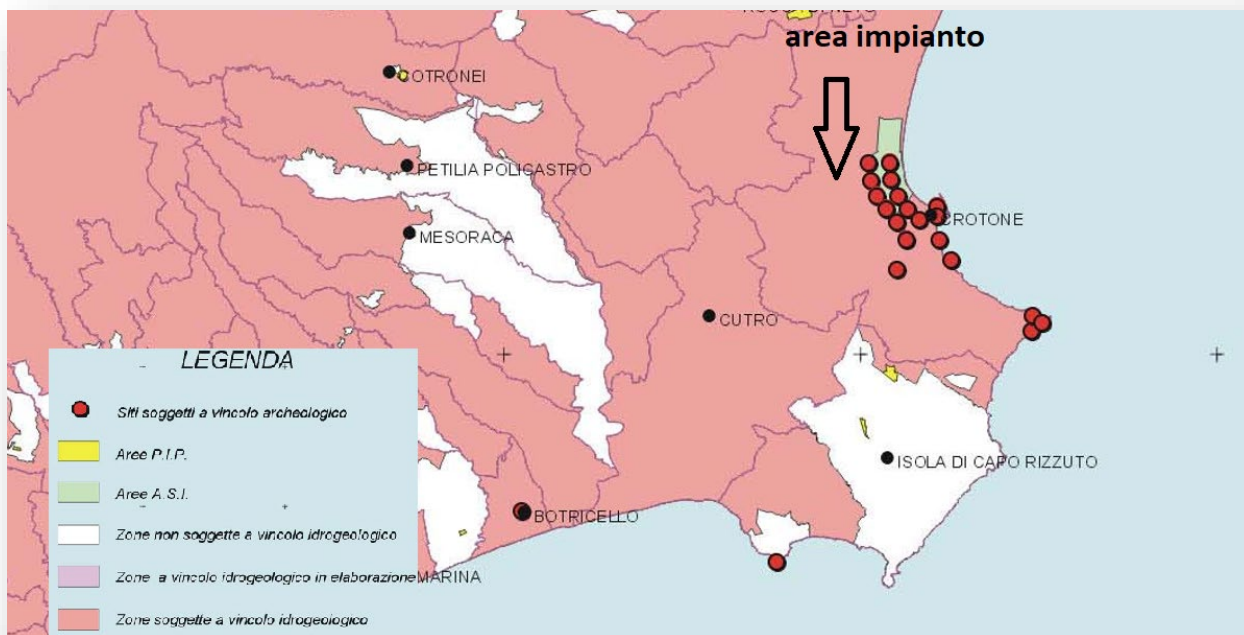 area impianto
COTRONEI
PETILIA POLICASTRO
MESORACA
CROTONE
CUTRO
ISOLA DI CAPO RIZZUTO
BOTRICELLO
MARINA
LEGENDA
Siti soggetti a vincolo archeologico
Aree P.I.P.
Aree A.S.I.
Zone non soggette a vincolo idrogeologico
Zone a vincolo idrogeologico in elaborazione
Zone soggette a vincolo idrogeologico